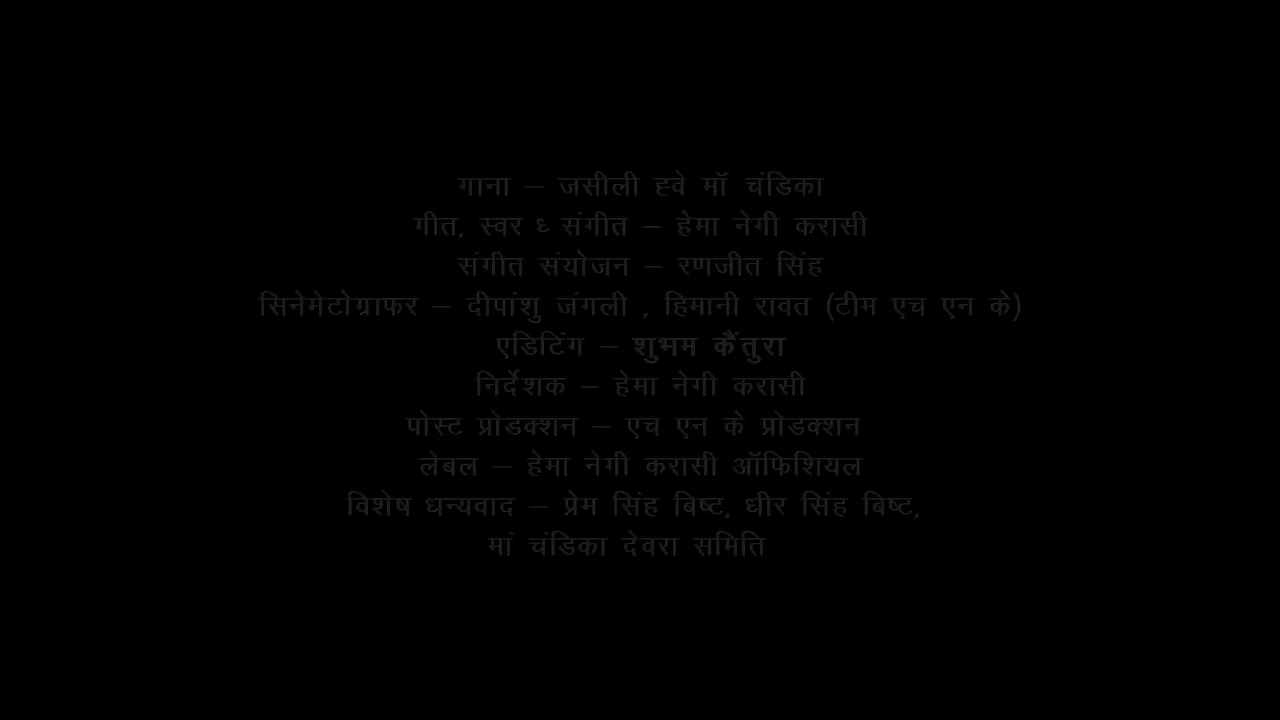 गाना – जसीली ह्वे मॉ चंडिका
गीत, स्वर ध्‍ संगीत – हेमा नेगी करासी
संगीत संयोजन – रणजीत सिंह
सिनेमेटोग्राफर – दीपांशु जंगली , हिमानी रावत (टीम एच एन के)
एडिटिंग – शुभम कैंतुरा
निर्देशक – हेमा नेगी करासी
पोस्ट प्रोडक्शन – एच एन के प्रोडक्शन
लेबल – हेमा नेगी करासी ऑफिशियल
विशेष धन्यवाद – प्रेम सिंह बिष्ट, धीर सिंह बिष्ट,
मां चंडिका देवरा समिति